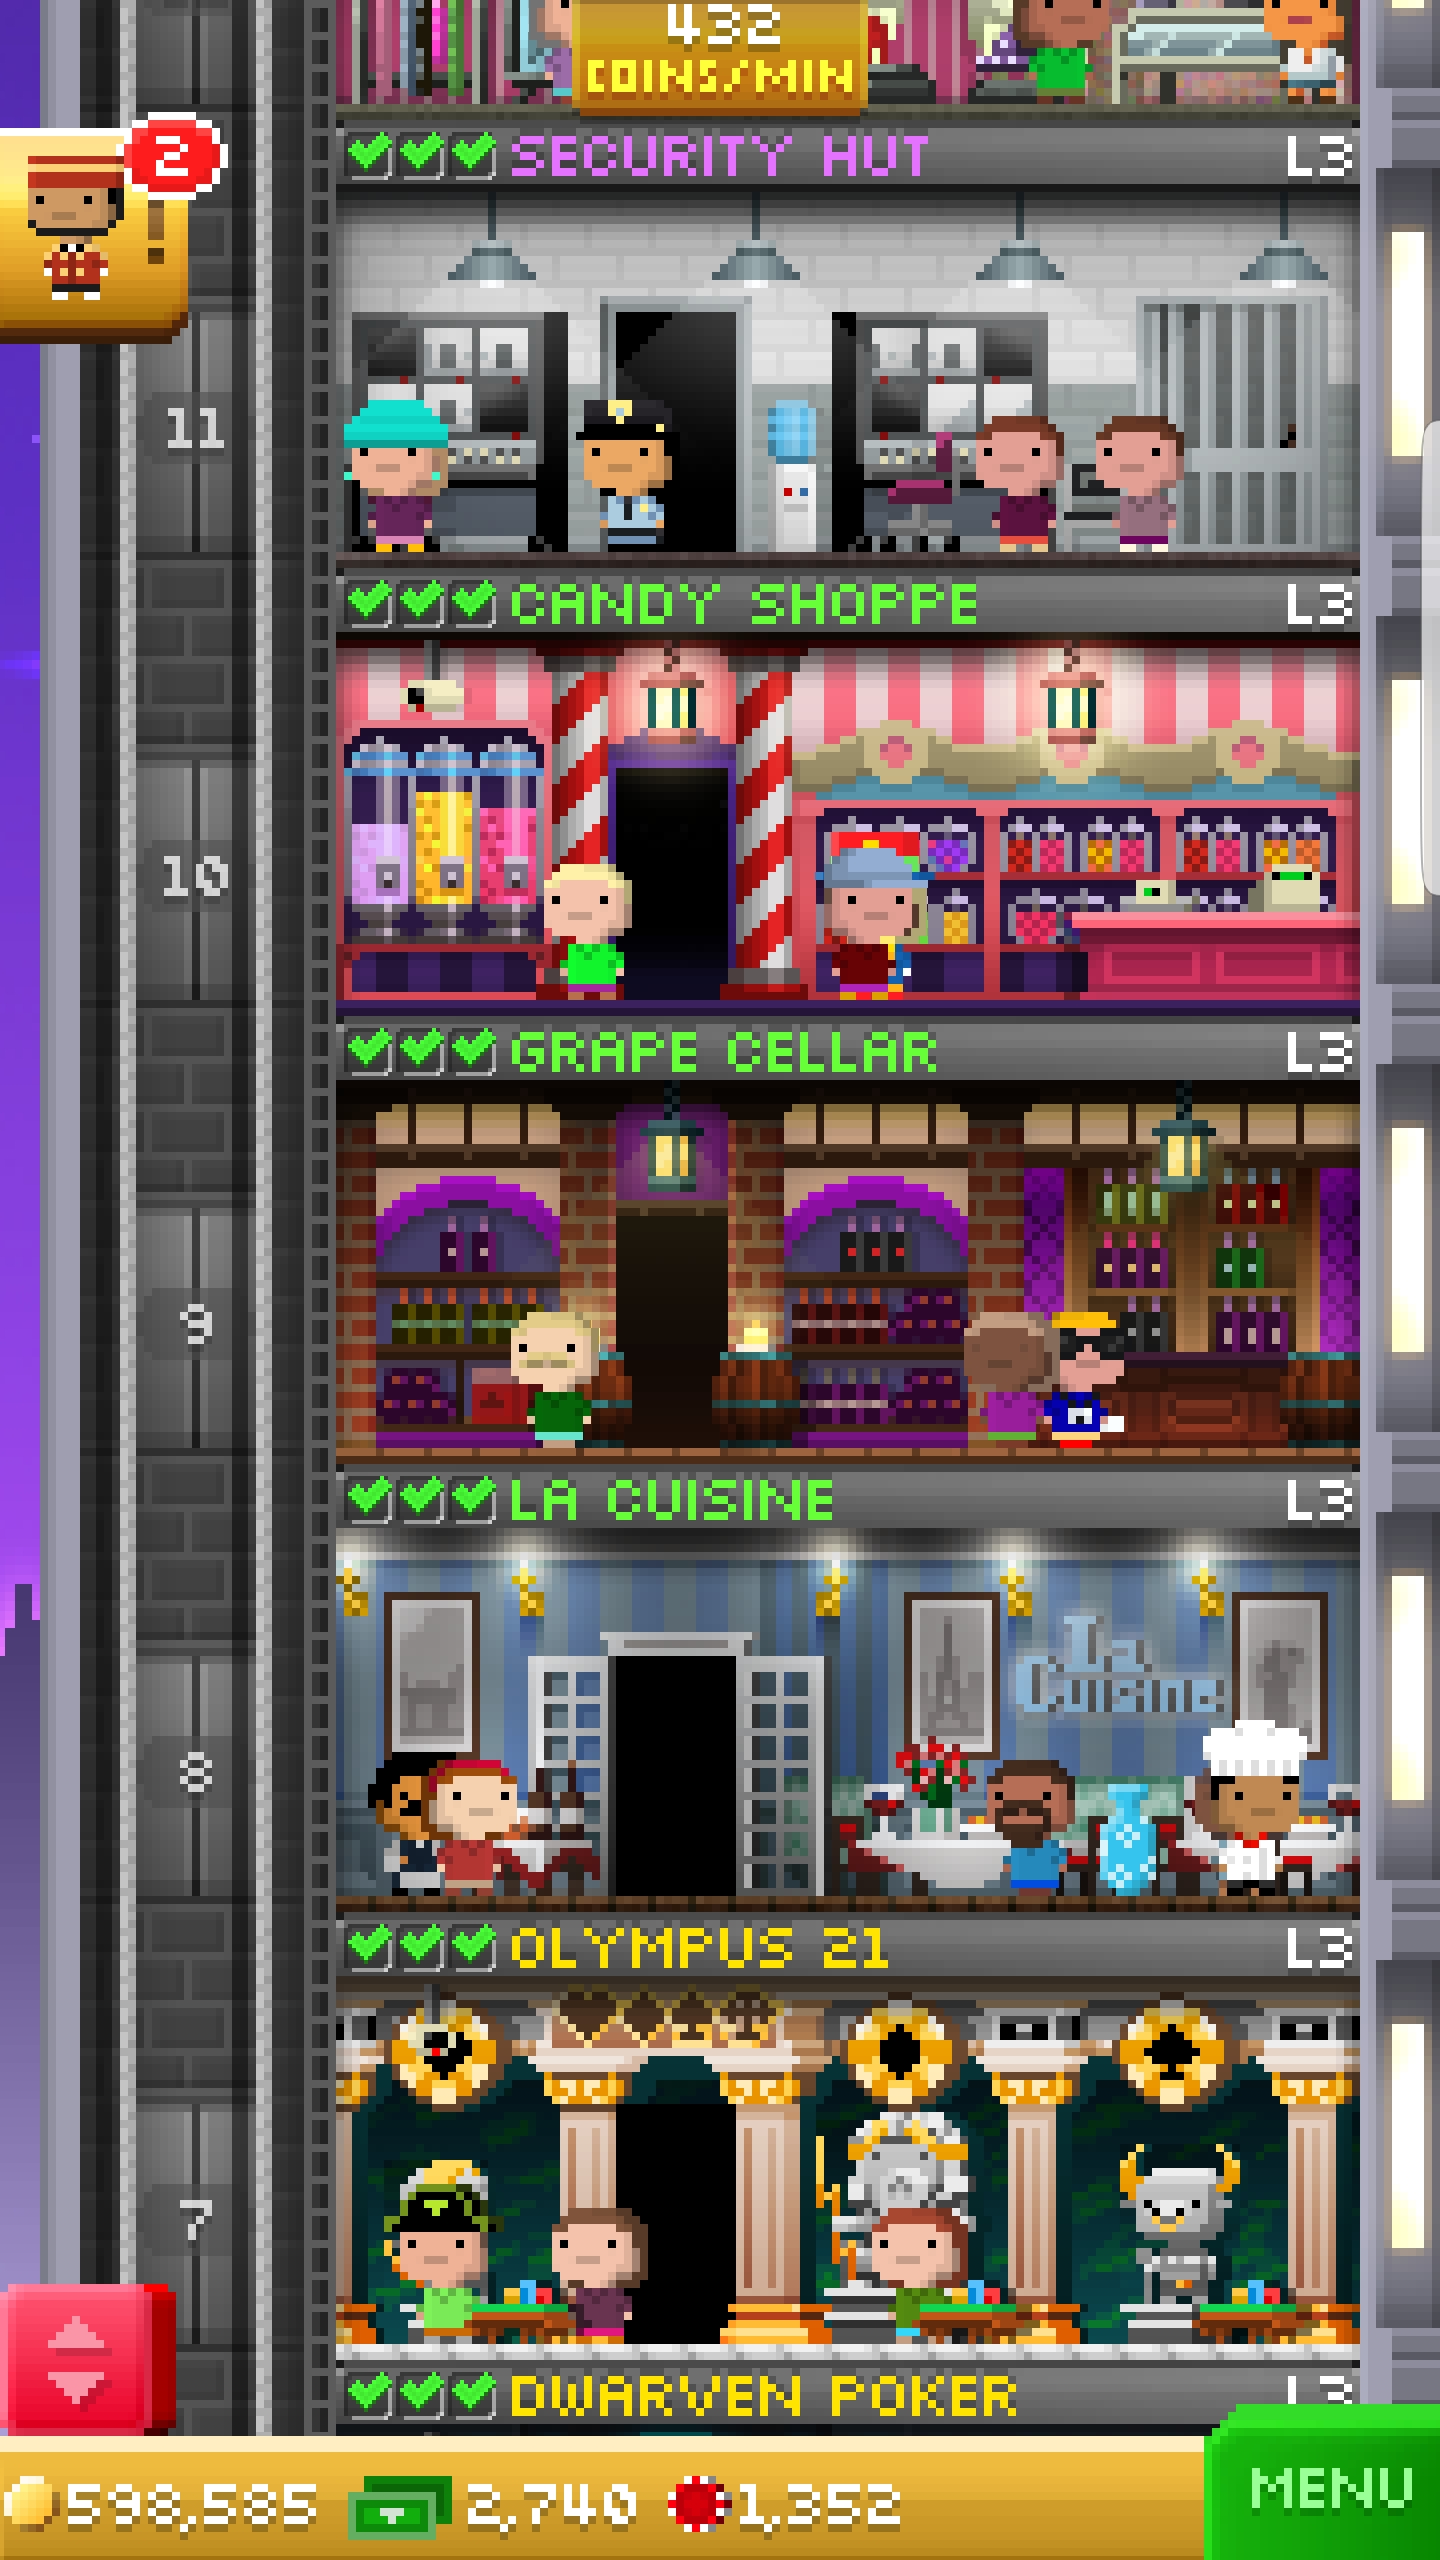 432
COINS/MIN
2
!
SECURITY HUT L3
11
CANDY SHOPPE L3
10
GRAPE CELLAR L3
9
LA CUISINE L3
La
Cuisine
8
OLYMPUS 21 L3
7
DWARVEN POKER L3
598,585 2,740 1,352 MENU